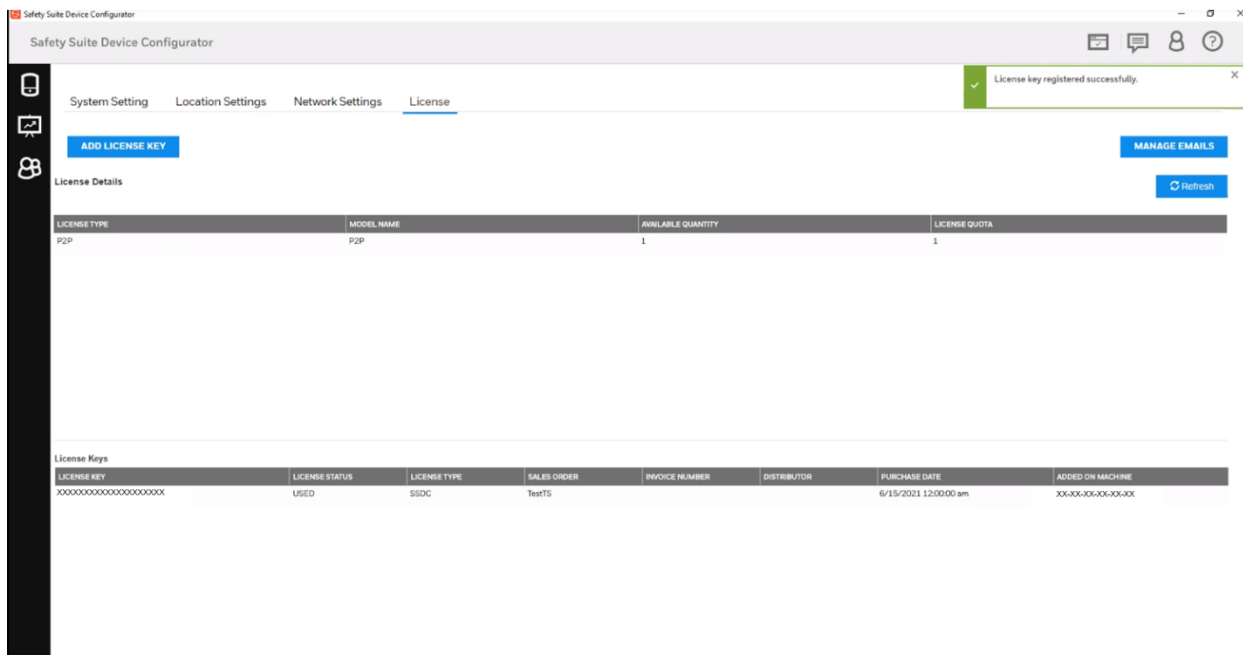 Safety Suite Device Configurator
Safety Suite Device Configurator
License key registered successfully.
System Setting Location Settings Network Settings License
ADD LICENSE KEY MANAGE EMAILS
License Details
Refresh
LICENSE TYPE MODEL NAME AVAILABLE QUANTITY LICENSE QUOTA
P2P P2P 1 1
License Keys
LICENSE KEY LICENSE STATUS LICENSE TYPE SALES ORDER INVOICE NUMBER DISTRIBUTOR PURCHASE DATE ADDED ON MACHINE
XXXXXXXXXXXXXXXXXXXX USED SSDC TestTS 6/15/2021 12:00:00 am XX-XX-XX-XX-XX-XX